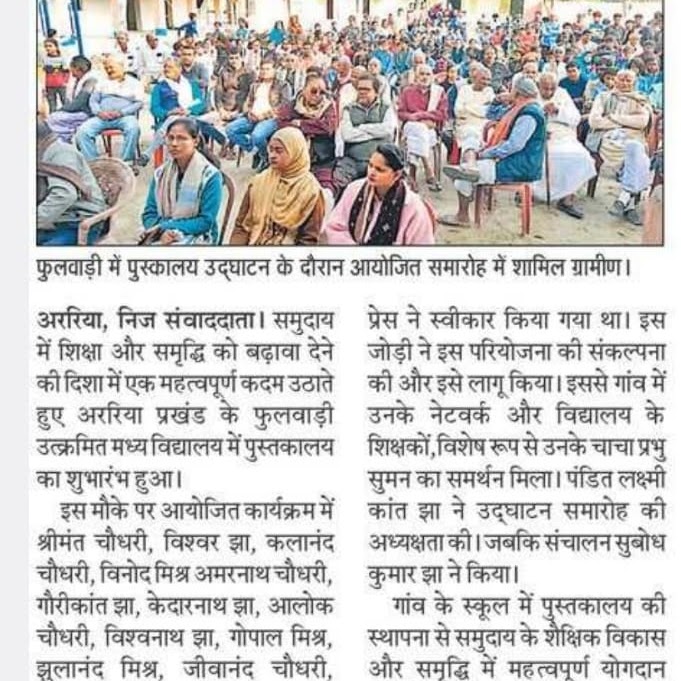 फुलवाड़ी में पुस्कालय उद्घाटन के दौरान आयोजित समारोह में शामिल ग्रामीण।
अररिया, निज संवाददाता। समुदाय
में शिक्षा और समृद्धि को बढ़ावा देने
की दिशा में एक महत्वपूर्ण कदम उठाते
हुए अररिया प्रखंड के फुलवाड़ी
उत्क्रमित मध्य विद्यालय में पुस्तकालय
का शुभारंभ हुआ।
इस मौके पर आयोजित कार्यक्रम में
श्रीमंत चौधरी, विश्वर झा, कलानंद
चौधरी, विनोद मिश्र अमरनाथ चौधरी,
गौरीकांत झा, केदारनाथ झा, आलोक
चौधरी, विश्वनाथ झा, गोपाल मिश्र,
झूलानंद मिश्र, जीवानंद चौधरी,
प्रेस ने स्वीकार किया गया था। इस
जोड़ी ने इस परियोजना की संकल्पना
की और इसे लागू किया। इससे गांव में
उनके नेटवर्क और विद्यालय के
शिक्षकों,विशेष रूप से उनके चाचा प्रभु
सुमन का समर्थन मिला। पंडित लक्ष्मी
कांत झा ने उद्घाटन समारोह की
अध्यक्षता की। जबकि संचालन सुबोध
कुमार झा ने किया।
गांव के स्कूल में पुस्तकालय की
स्थापना से समुदाय के शैक्षिक विकास
और समृद्धि में महत्वपूर्ण योगदान